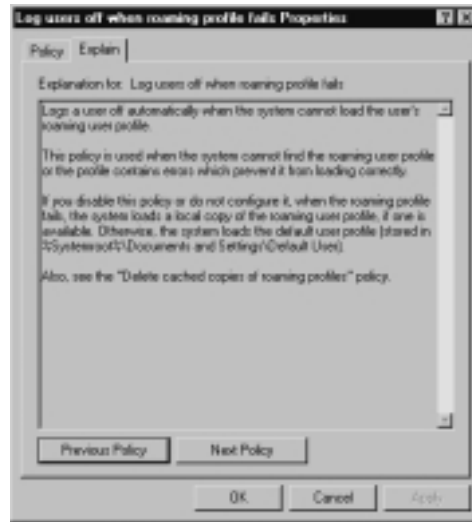 Log users off when roaming profile fails Properties
Policy Explain
Explanation for: Log users off when roaming profile fails
Logs a user off automatically when the system cannot load the user's
roaming user profile.
This policy is used when the system cannot find the roaming user profile
or the profile contains errors which prevent it from loading correctly.
If you disable this policy or do not configure it, when the roaming profile
fails, the system loads a local copy of the roaming user profile, if one is
available. Otherwise, the system loads the default user profile (stored in
%Systemroot%\Documents and Settings\Default User).
Also, see the "Delete cached copies of roaming profiles" policy.
Previous Policy Next Policy
OK Cancel Apply